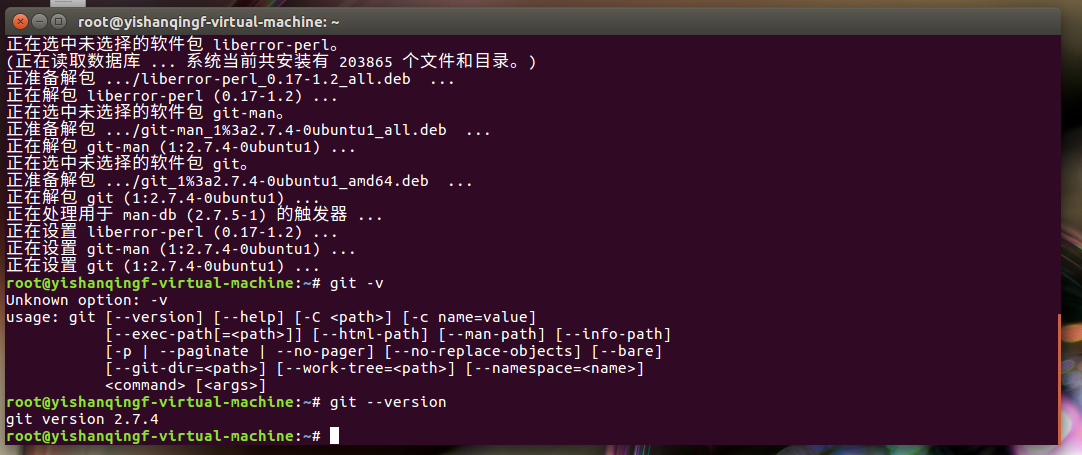 root@yishanqingf-virtual-machine: ~
正在选中未选择的软件包 liberror-perl。
(正在读取数据库 ... 系统当前共安装有 203865 个文件和目录。)
正准备解包 .../liberror-perl_0.17-1.2_all.deb  ...
正在解包 liberror-perl (0.17-1.2) ...
正在选中未选择的软件包 git-man。
正准备解包 .../git-man_1%3a2.7.4-0ubuntu1_all.deb  ...
正在解包 git-man (1:2.7.4-0ubuntu1) ...
正在选中未选择的软件包 git。
正准备解包 .../git_1%3a2.7.4-0ubuntu1_amd64.deb  ...
正在解包 git (1:2.7.4-0ubuntu1) ...
正在处理用于 man-db (2.7.5-1) 的触发器 ...
正在设置 liberror-perl (0.17-1.2) ...
正在设置 git-man (1:2.7.4-0ubuntu1) ...
正在设置 git (1:2.7.4-0ubuntu1) ...
root@yishanqingf-virtual-machine:~# git -v
Unknown option: -v
usage: git [--version] [--help] [-C <path>] [-c name=value]
           [--exec-path[=<path>]] [--html-path] [--man-path] [--info-path]
           [-p | --paginate | --no-pager] [--no-replace-objects] [--bare]
           [--git-dir=<path>] [--work-tree=<path>] [--namespace=<name>]
           <command> [<args>]
root@yishanqingf-virtual-machine:~# git --version
git version 2.7.4
root@yishanqingf-virtual-machine:~#